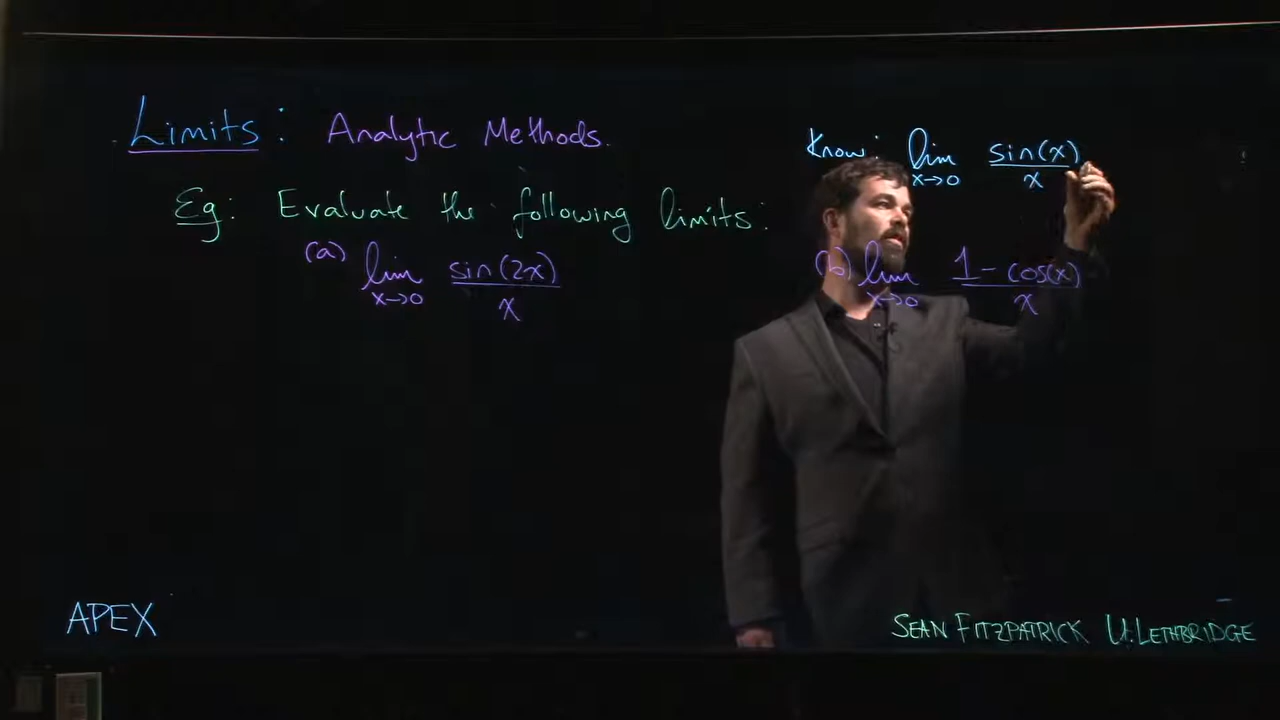 Limits: Analytic Methods.
Know: lim x→0 sin(x)/x
Eg: Evaluate the following limits:
(a) lim x→0 sin(2x)/x
(b) lim x→0 1 - cos(x)/x
APEX
SEAN FITZPATRICK U. LETHBRIDGE